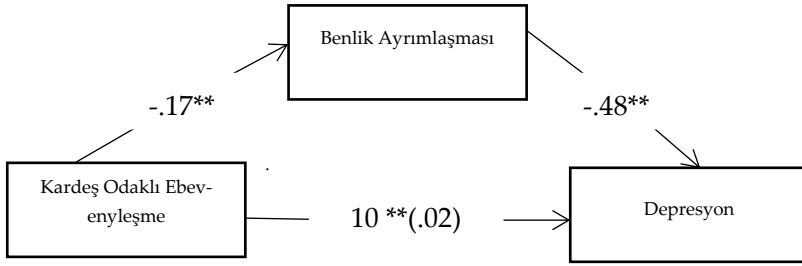 Benlik Ayrımlaşması
-.17**
-.48**
Kardeş Odaklı Ebev-
enyleşme
10 **(.02)
Depresyon